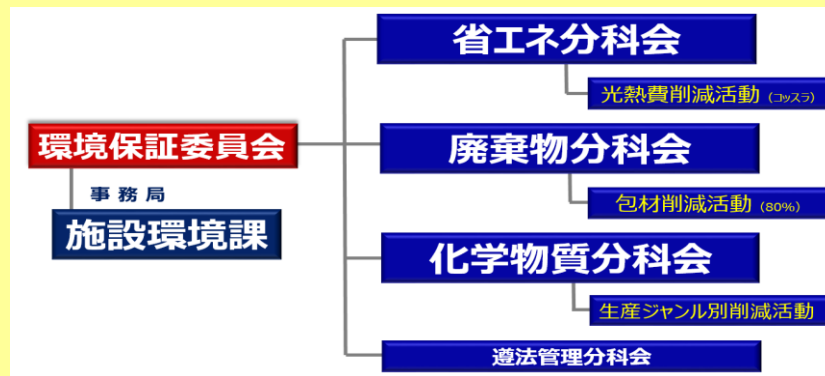 省エネ分科会
光熱費削減活動 (コッスラ)
環境保証委員会
廃棄物分科会
事務局
包材削減活動 (80%)
施設環境課
化学物質分科会
生産ジャンル別削減活動
遵法管理分科会